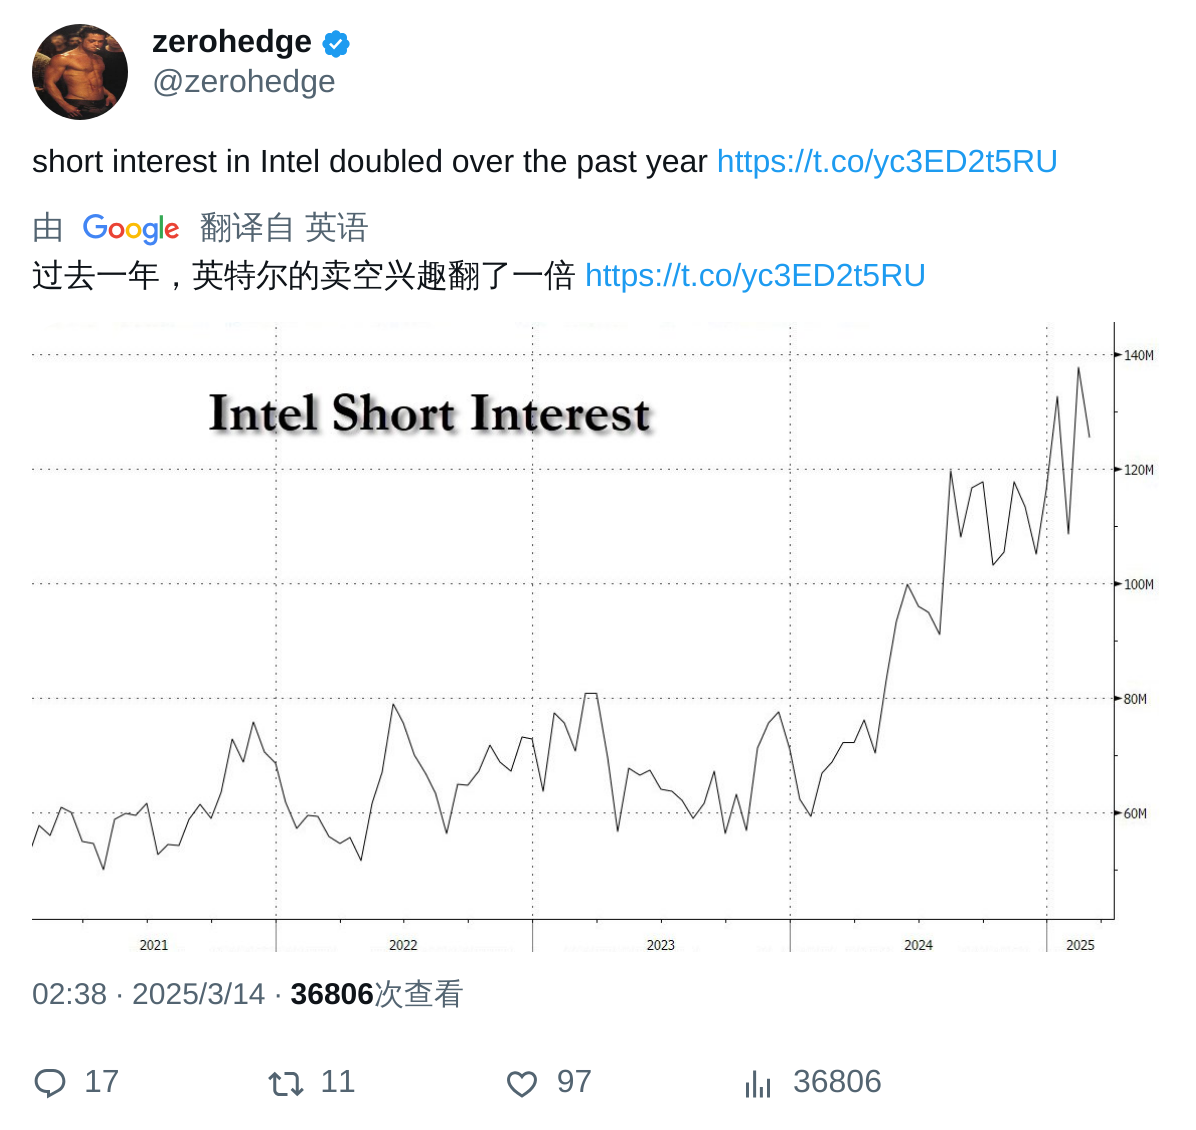 zerohedge
@zerohedge
short interest in Intel doubled over the past year https://t.co/yc3ED2t5RU
由 Google 翻译自 英语
过去一年，英特尔的卖空兴趣翻了一倍 https://t.co/yc3ED2t5RU
Intel Short Interest
140M
120M
100M
80M
60M
2021 2022 2023 2024 2025
02:38 · 2025/3/14 · 36806次查看
17 11 97 36806